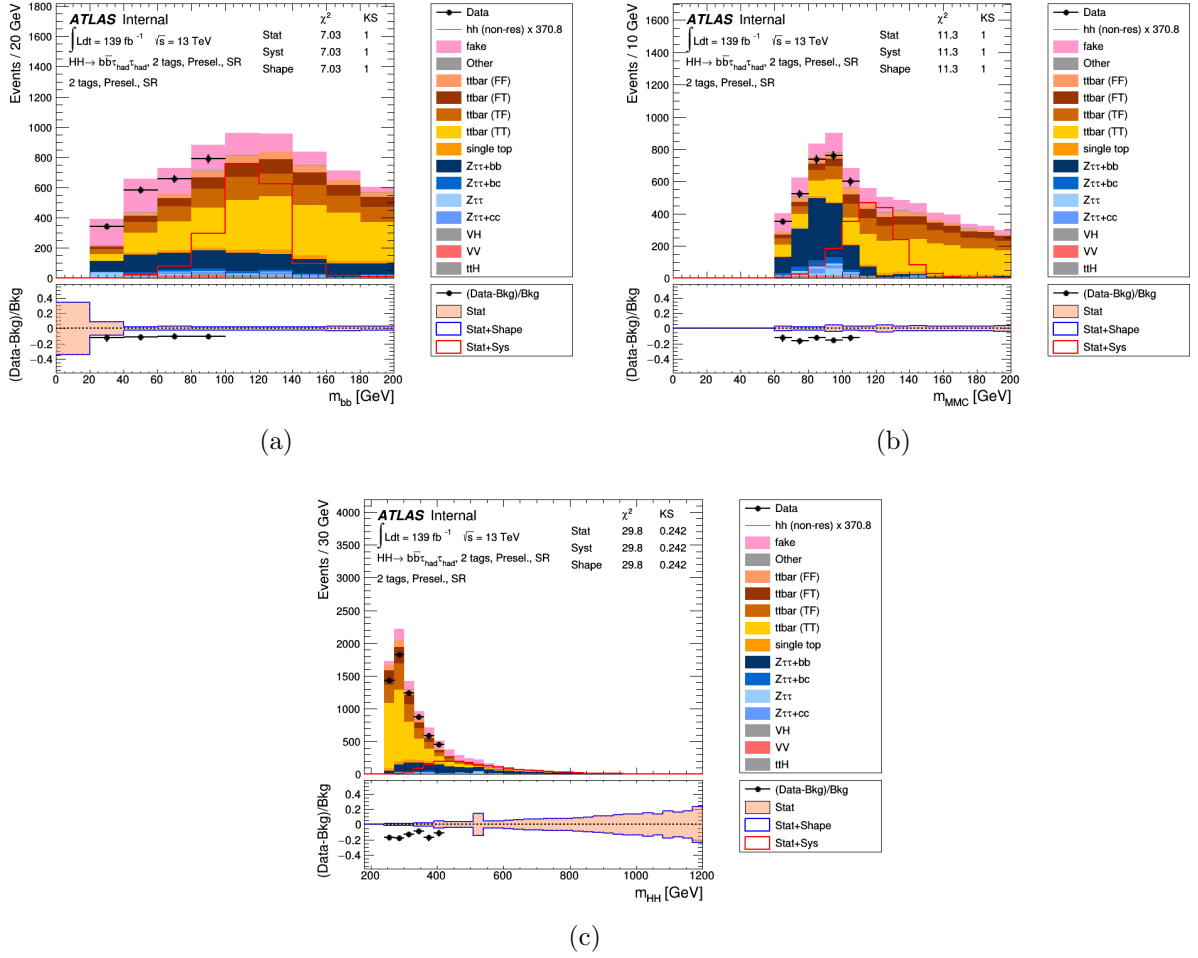 ATLAS Internal
∫Ldt = 139 fb⁻¹ √s = 13 TeV
HH→ bb̅τhadτhad, 2 tags, Presel., SR
2 tags, Presel., SR
χ² KS
Stat 7.03 1
Syst 7.03 1
Shape 7.03 1
Events / 20 GeV
1800
1600
1400
1200
1000
800
600
400
200
0
Data
hh (non-res) x 370.8
fake
Other
ttbar (FF)
ttbar (FT)
ttbar (TF)
ttbar (TT)
single top
Zττ+bb
Zττ+bc
Zττ
Zττ+cc
VH
VV
ttH
(Data-Bkg)/Bkg
0.4
0.2
0
−0.2
−0.4
0 20 40 60 80 100 120 140 160 180 200
mbb [GeV]
(Data-Bkg)/Bkg
Stat
Stat+Shape
Stat+Sys
(a)
ATLAS Internal
∫Ldt = 139 fb⁻¹ √s = 13 TeV
HH→ bb̅τhadτhad, 2 tags, Presel., SR
2 tags, Presel., SR
χ² KS
Stat 11.3 1
Syst 11.3 1
Shape 11.3 1
Events / 10 GeV
1600
1400
1200
1000
800
600
400
200
0
Data
hh (non-res) x 370.8
fake
Other
ttbar (FF)
ttbar (FT)
ttbar (TF)
ttbar (TT)
single top
Zττ+bb
Zττ+bc
Zττ
Zττ+cc
VH
VV
ttH
(Data-Bkg)/Bkg
0.4
0.2
0
−0.2
−0.4
0 20 40 60 80 100 120 140 160 180 200
mMMC [GeV]
(Data-Bkg)/Bkg
Stat
Stat+Shape
Stat+Sys
(b)
ATLAS Internal
∫Ldt = 139 fb⁻¹ √s = 13 TeV
HH→ bb̅τhadτhad, 2 tags, Presel., SR
2 tags, Presel., SR
χ² KS
Stat 29.8 0.242
Syst 29.8 0.242
Shape 29.8 0.242
Events / 30 GeV
4000
3500
3000
2500
2000
1500
1000
500
0
Data
hh (non-res) x 370.8
fake
Other
ttbar (FF)
ttbar (FT)
ttbar (TF)
ttbar (TT)
single top
Zττ+bb
Zττ+bc
Zττ
Zττ+cc
VH
VV
ttH
(Data-Bkg)/Bkg
0.4
0.2
0
−0.2
−0.4
200 400 600 800 1000 1200
mHH [GeV]
(Data-Bkg)/Bkg
Stat
Stat+Shape
Stat+Sys
(c)